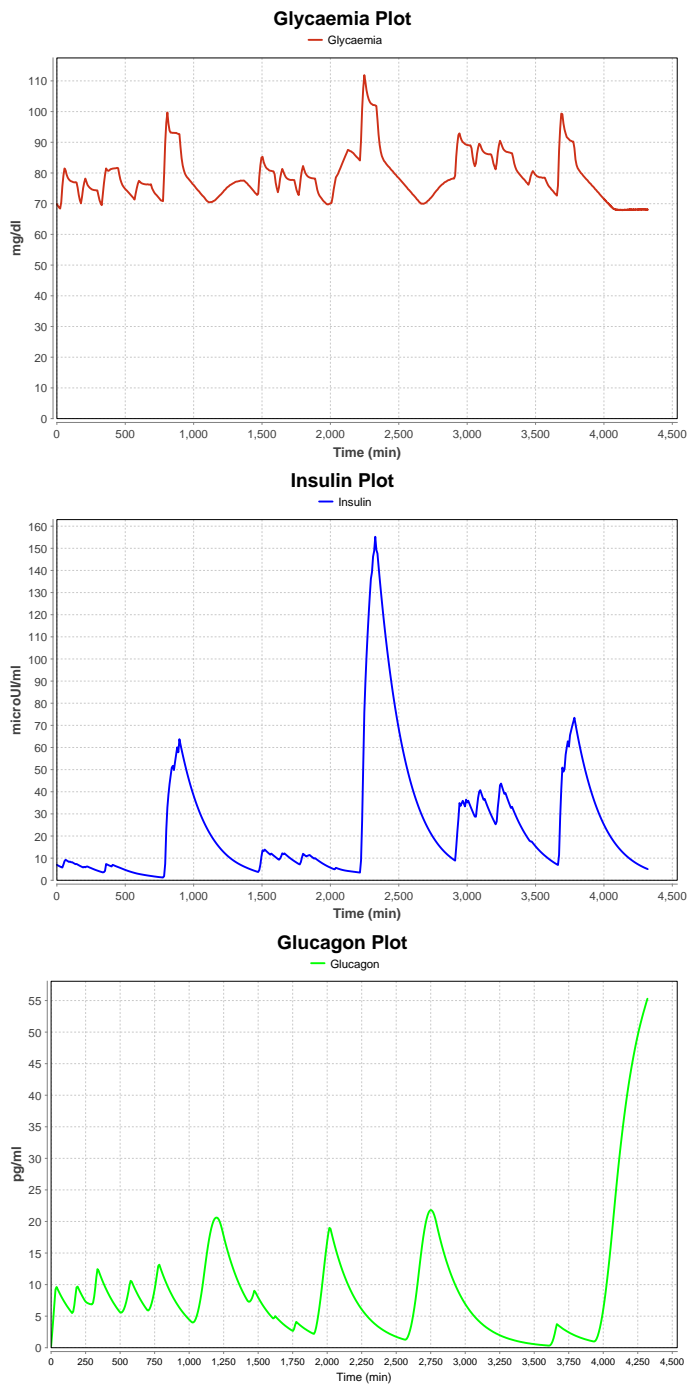 Glycaemia Plot
Glycaemia
110
100
90
80
70
60
50
40
30
20
10
0
mg/dl
0 500 1,000 1,500 2,000 2,500 3,000 3,500 4,000 4,500
Time (min)
Insulin Plot
Insulin
160
150
140
130
120
110
100
90
80
70
60
50
40
30
20
10
0
microUI/ml
0 500 1,000 1,500 2,000 2,500 3,000 3,500 4,000 4,500
Time (min)
Glucagon Plot
Glucagon
55
50
45
40
35
30
25
20
15
10
5
0
pg/ml
0 250 500 750 1,000 1,250 1,500 1,750 2,000 2,250 2,500 2,750 3,000 3,250 3,500 3,750 4,000 4,250 4,500
Time (min)